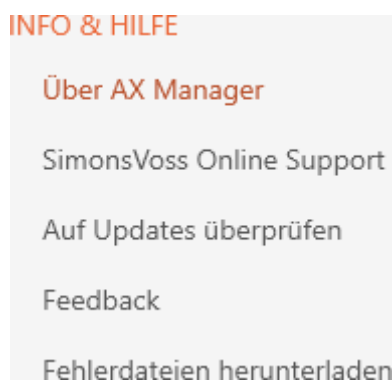 INFO & HILFE
Über AX Manager
SimonsVoss Online Support
Auf Updates überprüfen
Feedback
Fehlerdateien herunterladen